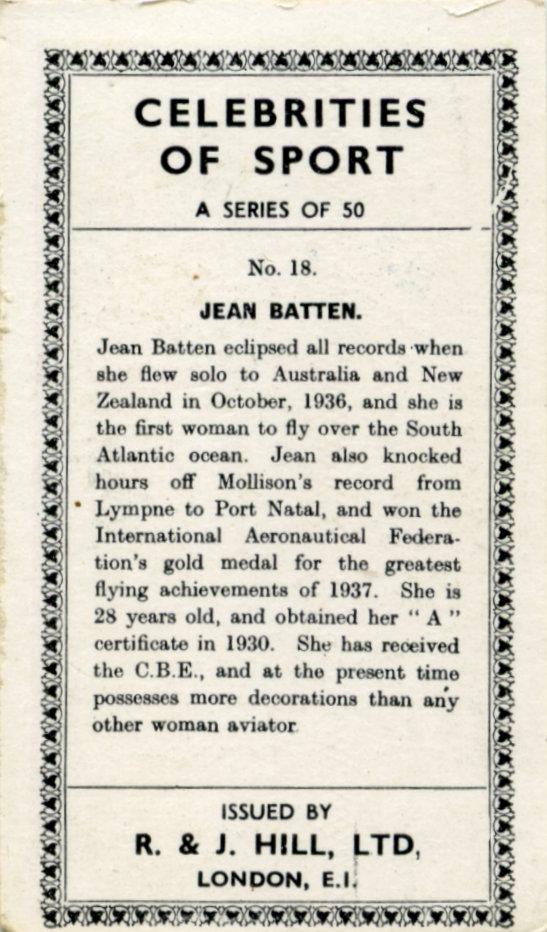 CELEBRITIES
OF SPORT
A SERIES OF 50
No. 18.
JEAN BATTEN.
Jean Batten eclipsed all records when
she flew solo to Australia and New
Zealand in October, 1936, and she is
the first woman to fly over the South
Atlantic ocean. Jean also knocked
hours off Mollison's record from
Lympne to Port Natal, and won the
International Aeronautical Federa-
tion's gold medal for the greatest
flying achievements of 1937. She is
28 years old, and obtained her " A "
certificate in 1930. She has received
the C.B.E., and at the present time
possesses more decorations than any
other woman aviator
ISSUED BY
R. & J. HILL, LTD,
LONDON, E.I.